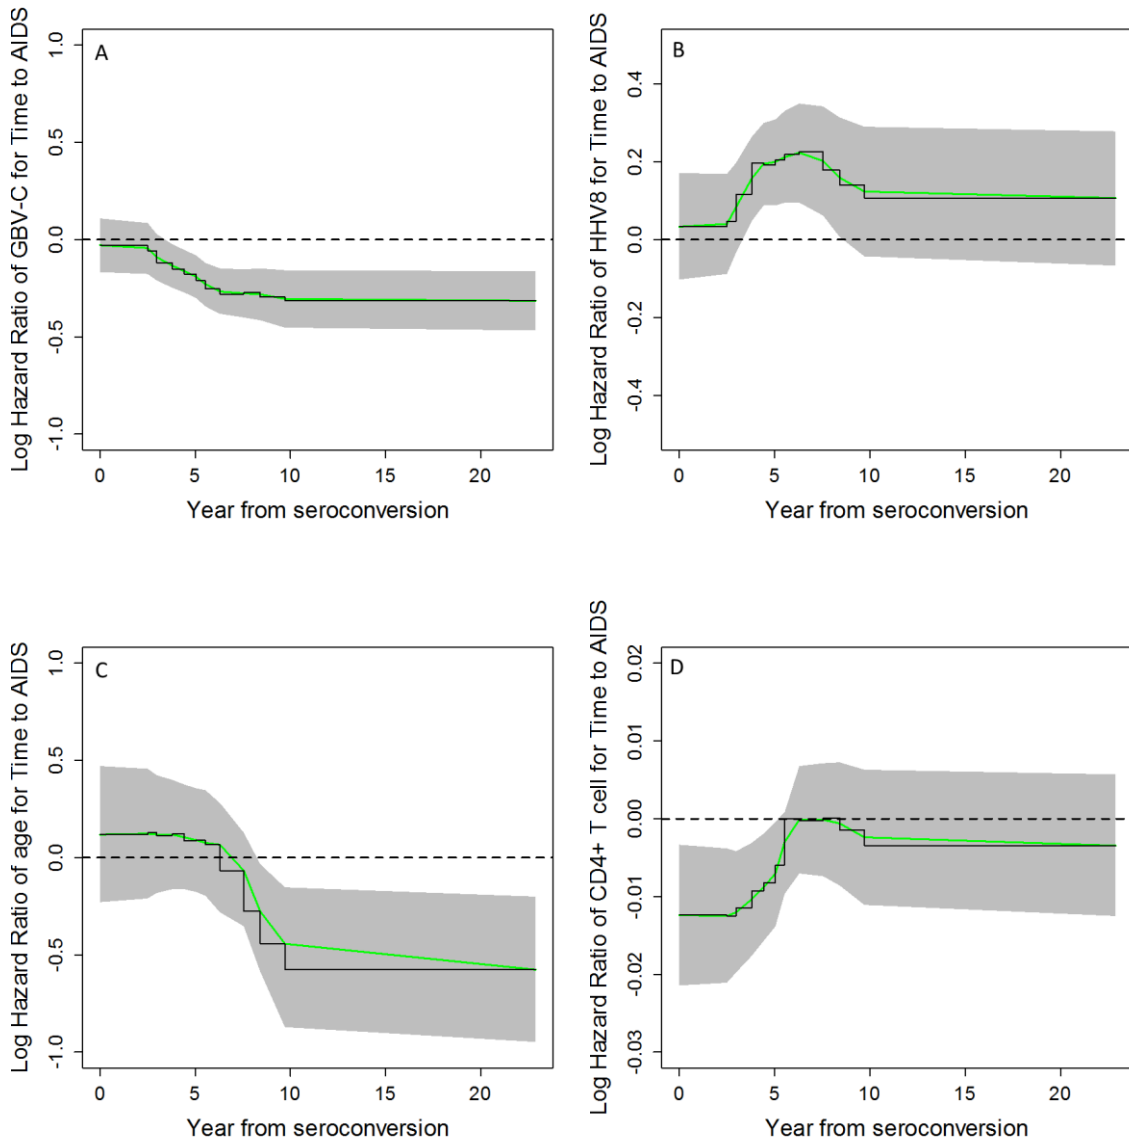 A
Log Hazard Ratio of GBV-C for Time to AIDS
1.0
0.5
0.0
-0.5
-1.0
0 5 10 15 20
Year from seroconversion
B
Log Hazard Ratio of HHV8 for Time to AIDS
0.4
0.2
0.0
-0.2
-0.4
0 5 10 15 20
Year from seroconversion
C
Log Hazard Ratio of age for Time to AIDS
1.0
0.5
0.0
-0.5
-1.0
0 5 10 15 20
Year from seroconversion
D
Log Hazard Ratio of CD4+ T cell for Time to AIDS
0.02
0.01
0.00
-0.01
-0.02
-0.03
0 5 10 15 20
Year from seroconversion